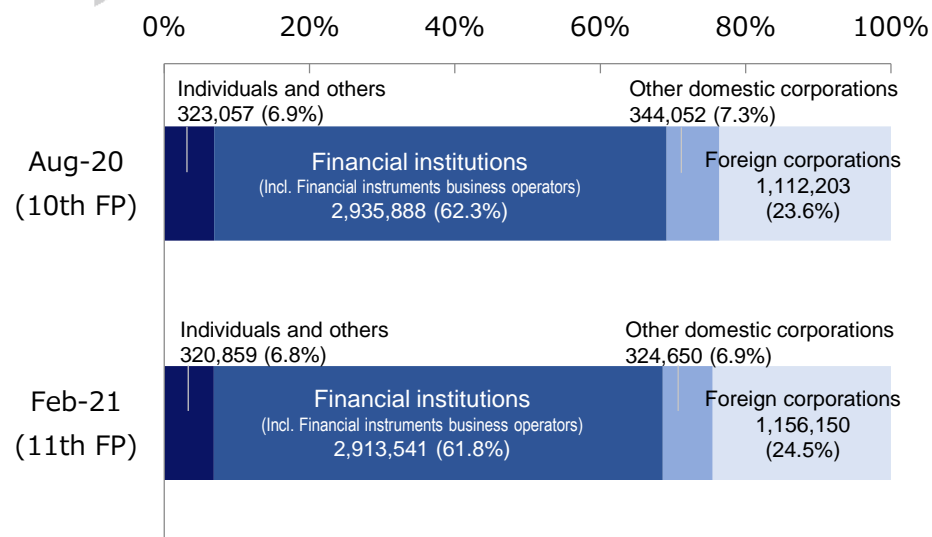 0% 20% 40% 60% 80% 100%
Individuals and others
323,057 (6.9%)
Other domestic corporations
344,052 (7.3%)
Aug-20
(10th FP)
Financial institutions
(Incl. Financial instruments business operators)
2,935,888 (62.3%)
Foreign corporations
1,112,203
(23.6%)
Individuals and others
320,859 (6.8%)
Other domestic corporations
324,650 (6.9%)
Feb-21
(11th FP)
Financial institutions
(Incl. Financial instruments business operators)
2,913,541 (61.8%)
Foreign corporations
1,156,150
(24.5%)